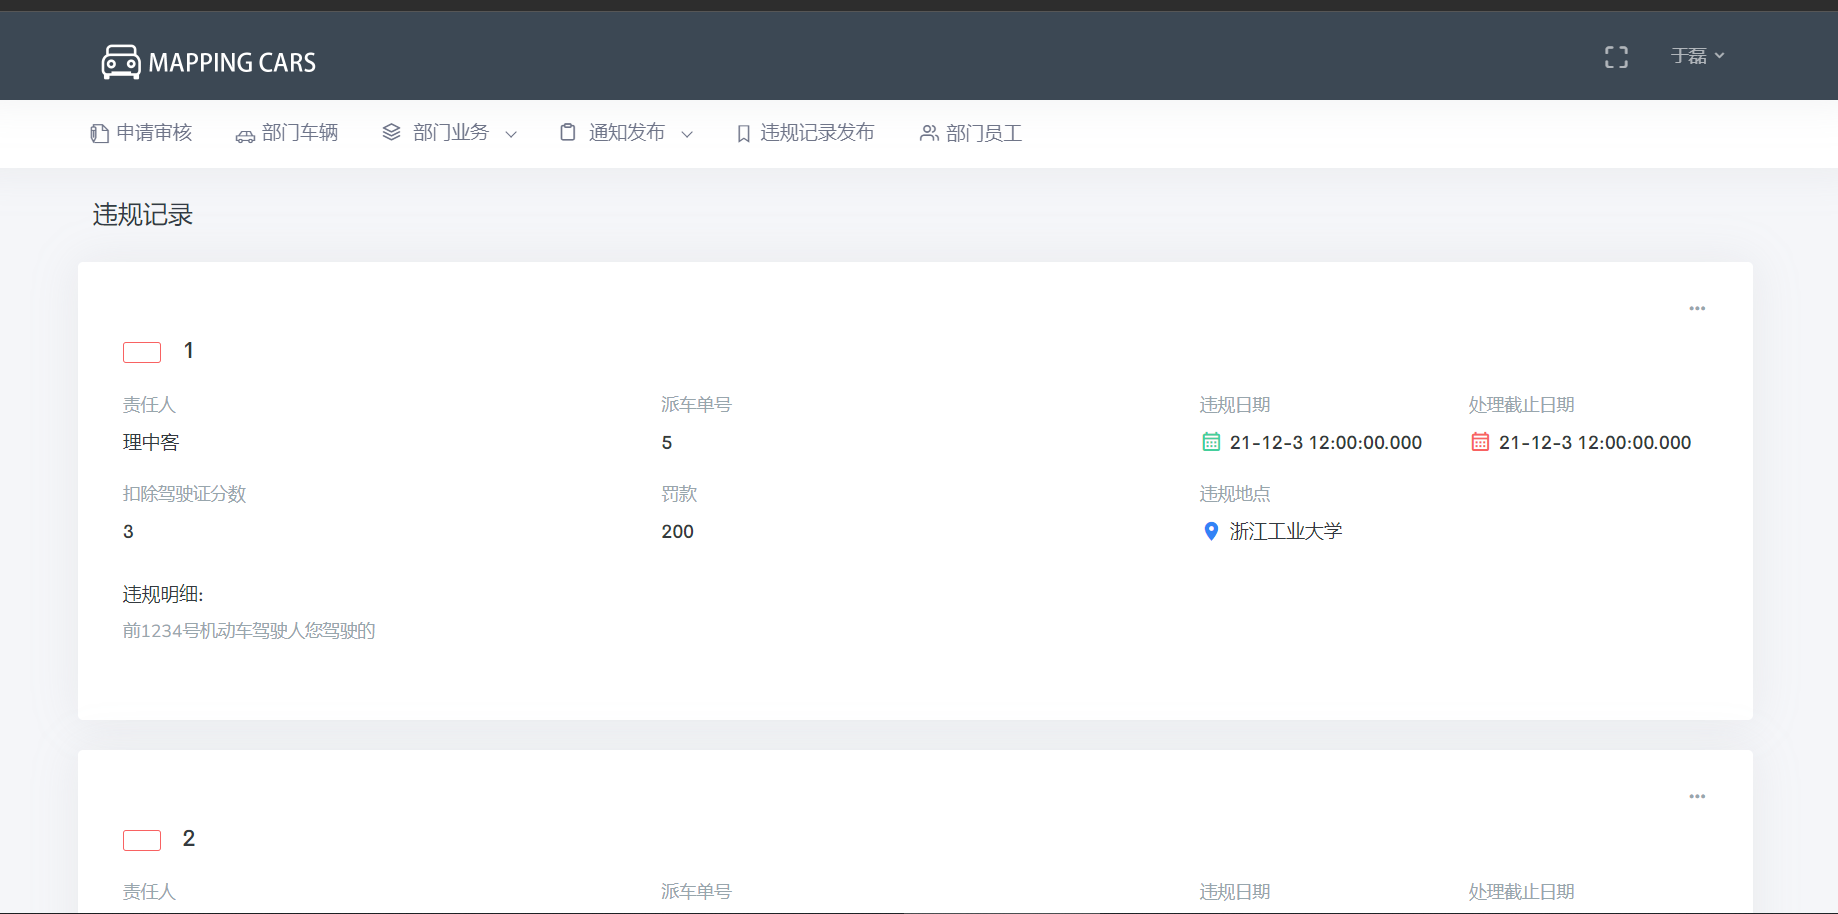 MAPPING CARS
于磊
申请审核 部门车辆 部门业务 通知发布 违规记录发布 部门员工
违规记录
1
责任人 派车单号 违规日期 处理截止日期
理中客 5 21-12-3 12:00:00.000 21-12-3 12:00:00.000
扣除驾驶证分数 罚款 违规地点
3 200 浙江工业大学
违规明细:
前1234号机动车驾驶人您驾驶的
2
责任人 派车单号 违规日期 处理截止日期